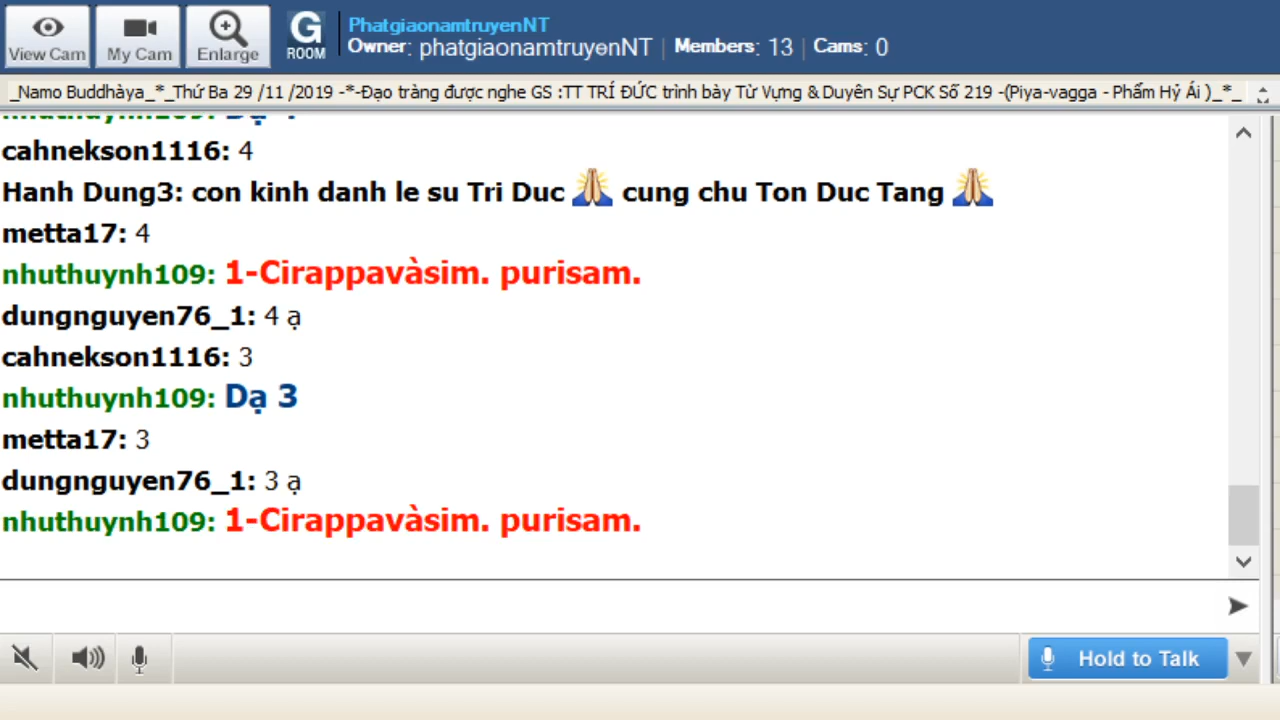 View Cam
My Cam
Enlarge
G
ROOM
PhatgiaonamtruyenNT
Owner: phatgiaonamtruyenNT | Members: 13 | Cams: 0
_Namo Buddhàya_*_Thứ Ba 29 /11 /2019 -*-Đạo tràng được nghe GS :TT TRÍ ĐỨC trình bày Từ Vựng & Duyên Sự PCK Số 219 -(Piya-vagga - Phẩm Hỷ Ái )_*_
nhuthuynh109: Dạ 4
cahnekson1116: 4
Hanh Dung3: con kinh danh le su Tri Duc 🙏 cung chu Ton Duc Tang 🙏
metta17: 4
nhuthuynh109: 1-Cirappavàsim. purisam.
dungnguyen76_1: 4 ạ
cahnekson1116: 3
nhuthuynh109: Dạ 3
metta17: 3
dungnguyen76_1: 3 ạ
nhuthuynh109: 1-Cirappavàsim. purisam.
Hold to Talk